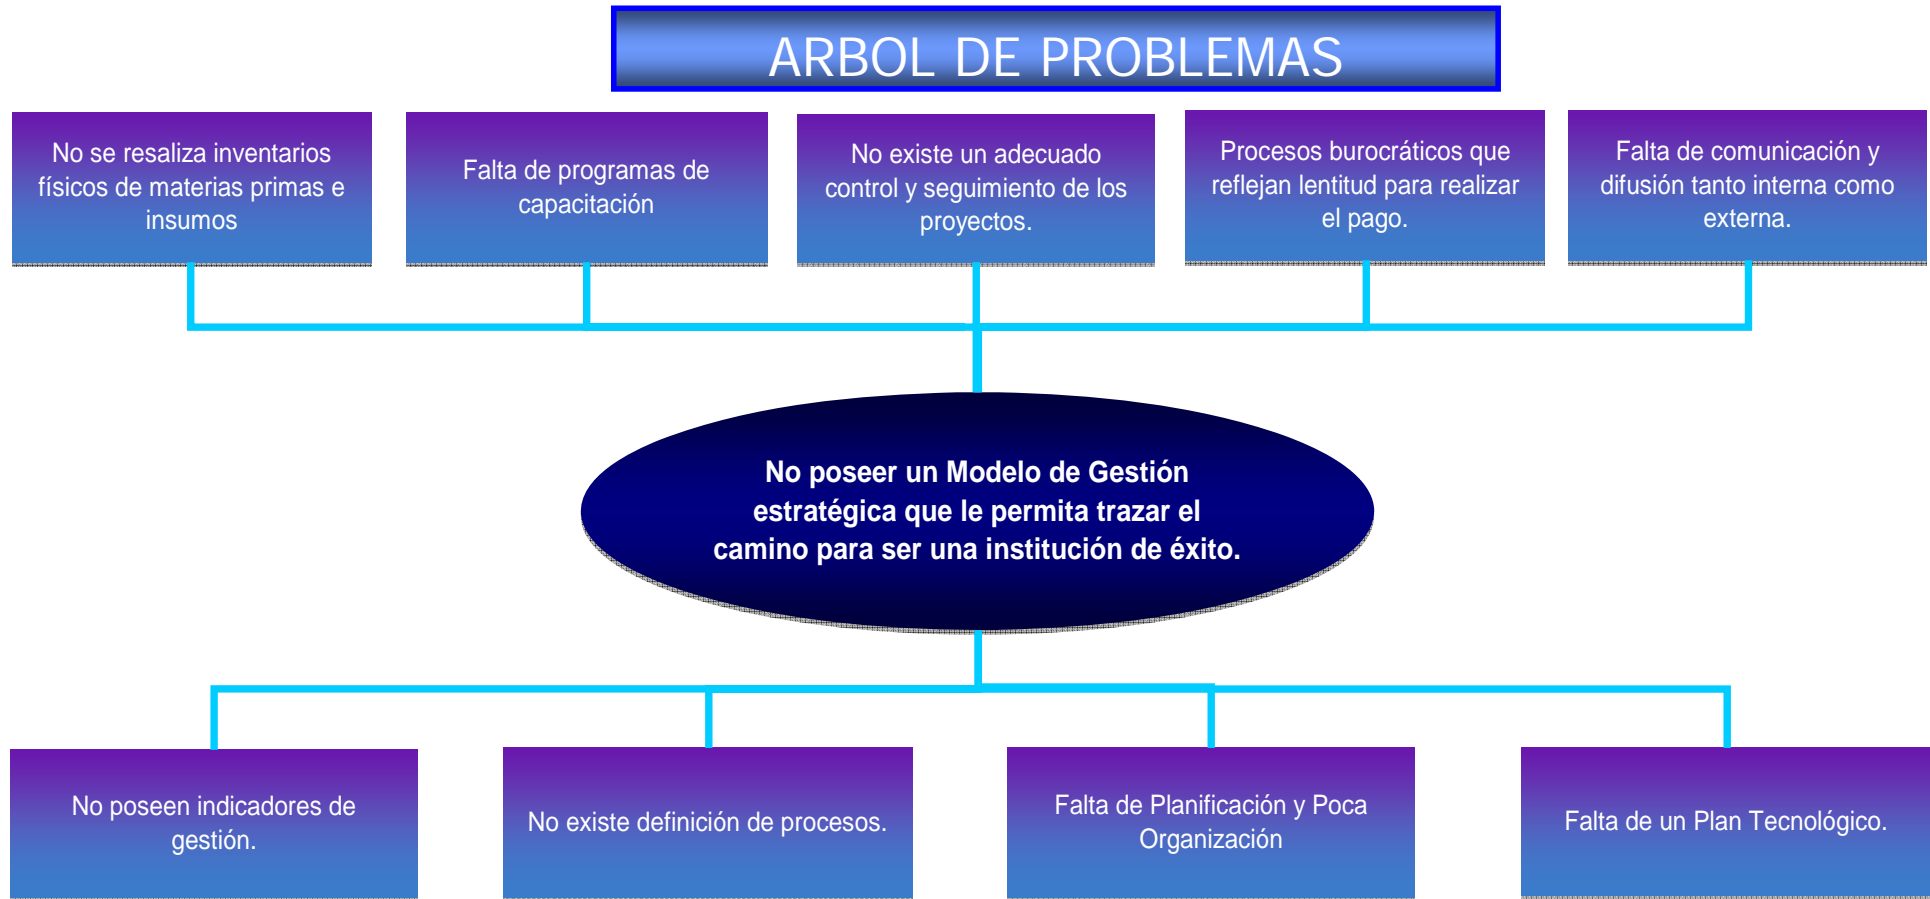 ARBOL DE PROBLEMAS
No se resaliza inventarios
físicos de materias primas e
insumos
Falta de programas de
capacitación
No existe un adecuado
control y seguimiento de los
proyectos.
Procesos burocráticos que
reflejan lentitud para realizar
el pago.
Falta de comunicación y
difusión tanto interna como
externa.
No poseer un Modelo de Gestión
estratégica que le permita trazar el
camino para ser una institución de éxito.
No poseen indicadores de
gestión.
No existe definición de procesos.
Falta de Planificación y Poca
Organización
Falta de un Plan Tecnológico.